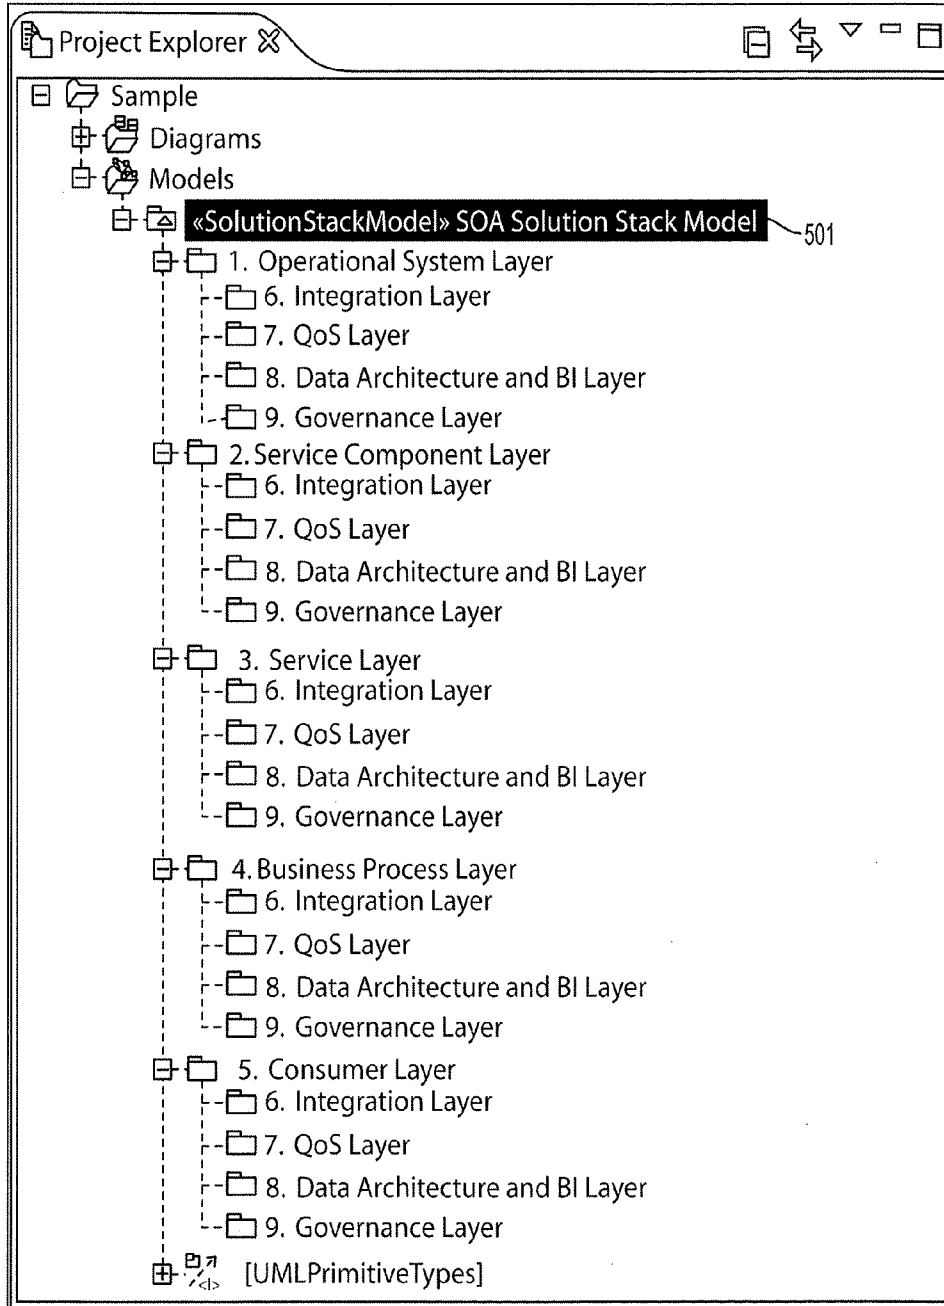 Project Explorer
Sample
Diagrams
Models
«SolutionStackModel» SOA Solution Stack Model
501
1. Operational System Layer
6. Integration Layer
7. QoS Layer
8. Data Architecture and BI Layer
9. Governance Layer
2. Service Component Layer
6. Integration Layer
7. QoS Layer
8. Data Architecture and BI Layer
9. Governance Layer
3. Service Layer
6. Integration Layer
7. QoS Layer
8. Data Architecture and BI Layer
9. Governance Layer
4. Business Process Layer
6. Integration Layer
7. QoS Layer
8. Data Architecture and BI Layer
9. Governance Layer
5. Consumer Layer
6. Integration Layer
7. QoS Layer
8. Data Architecture and BI Layer
9. Governance Layer
[UMLPrimitiveTypes]